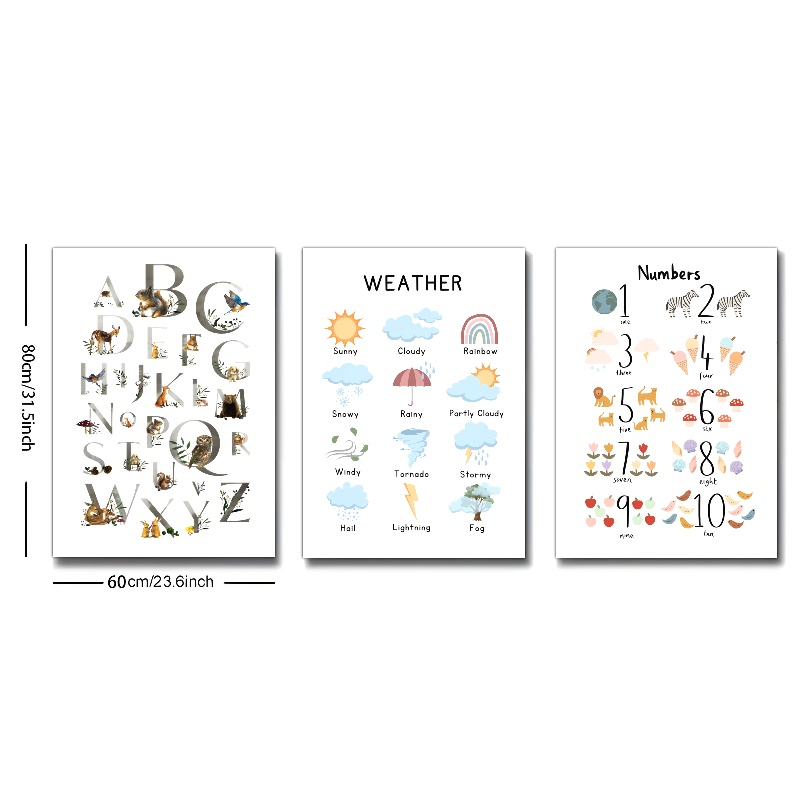 80cm/31.5inch
60cm/23.6inch
A B C
D E F G
H I J K L M
N O P Q R
S T U V
W X Y Z
WEATHER
Sunny Cloudy Rainbow
Snowy Rainy Partly Cloudy
Windy Tornado Stormy
Hail Lightning Fog
Numbers
1 2
one two
3 4
three four
5 6
five six
7 8
seven eight
9 10
nine ten